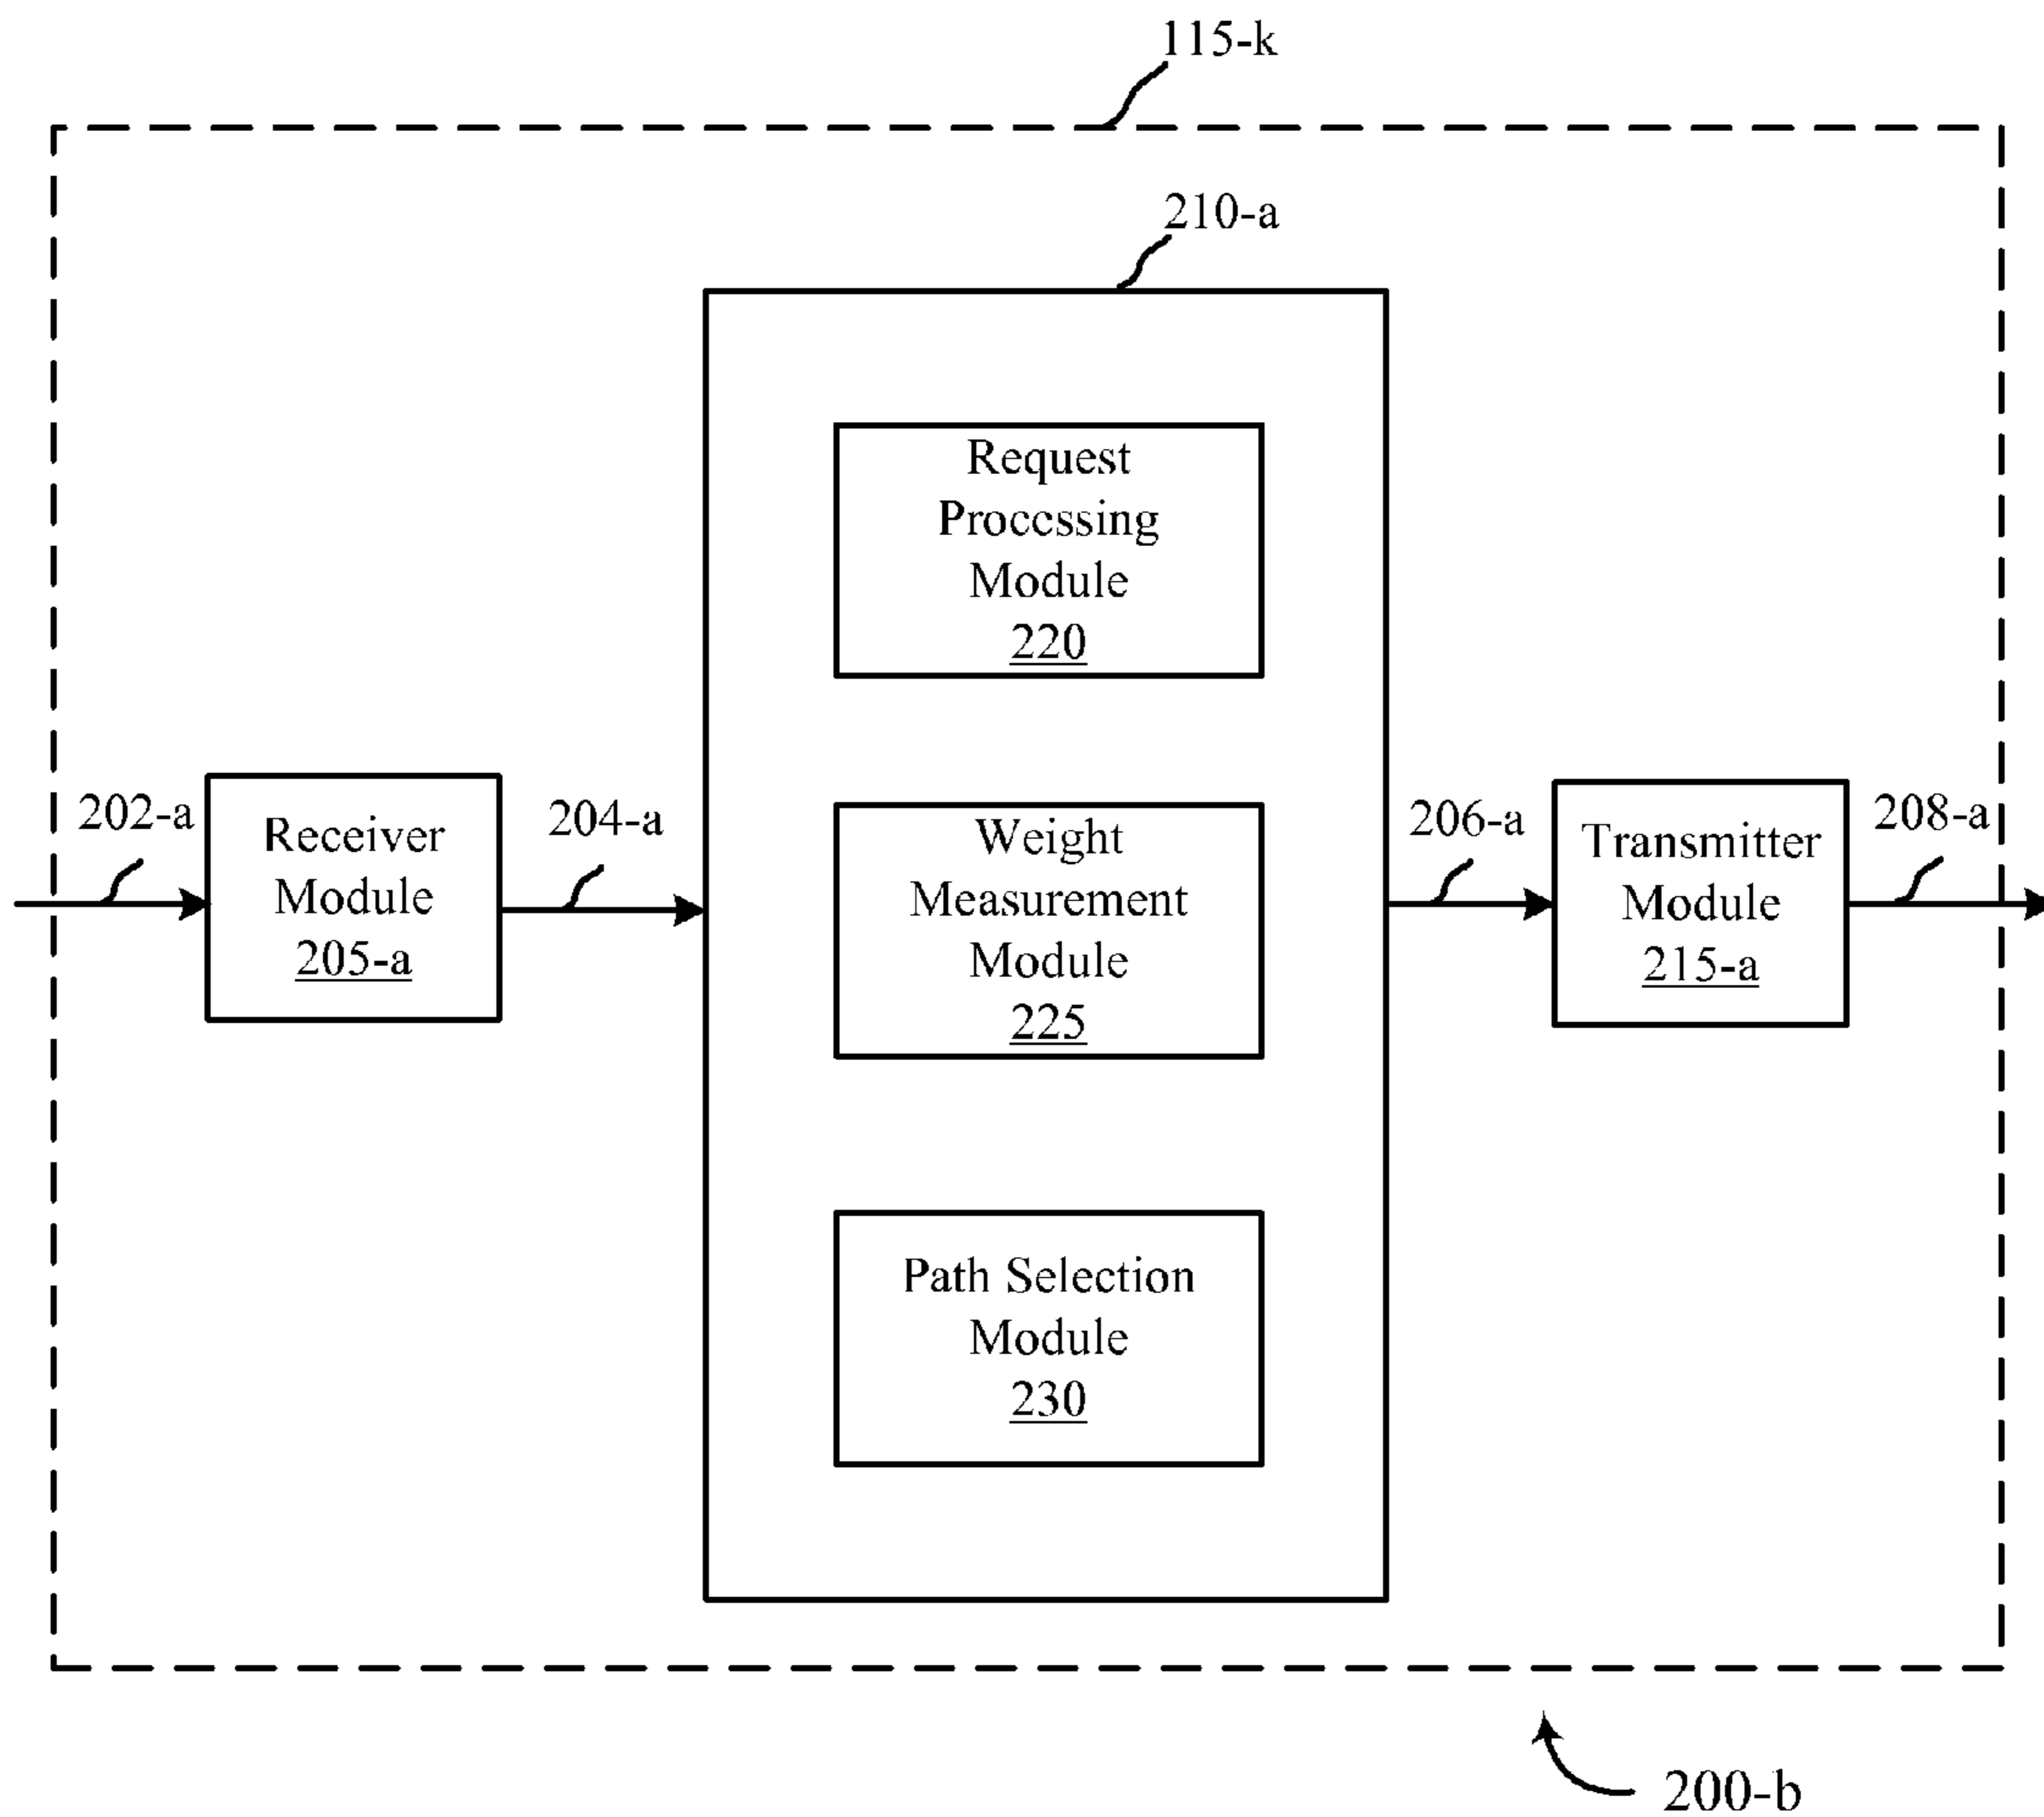 115-k
210-a
Request
Processing
Module
220
202-a
Receiver
Module
205-a
204-a
Weight
Measurement
Module
225
206-a
Transmitter
Module
215-a
208-a
Path Selection
Module
230
200-b